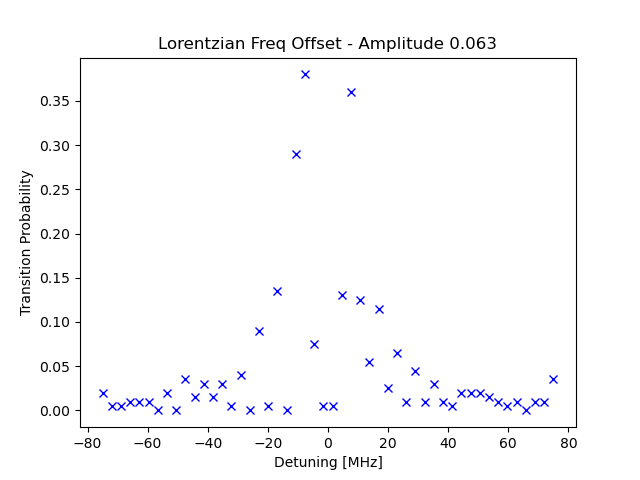 Lorentzian Freq Offset - Amplitude 0.063
Transition Probability
0.35
0.30
0.25
0.20
0.15
0.10
0.05
0.00
−80 −60 −40 −20 0 20 40 60 80
Detuning [MHz]